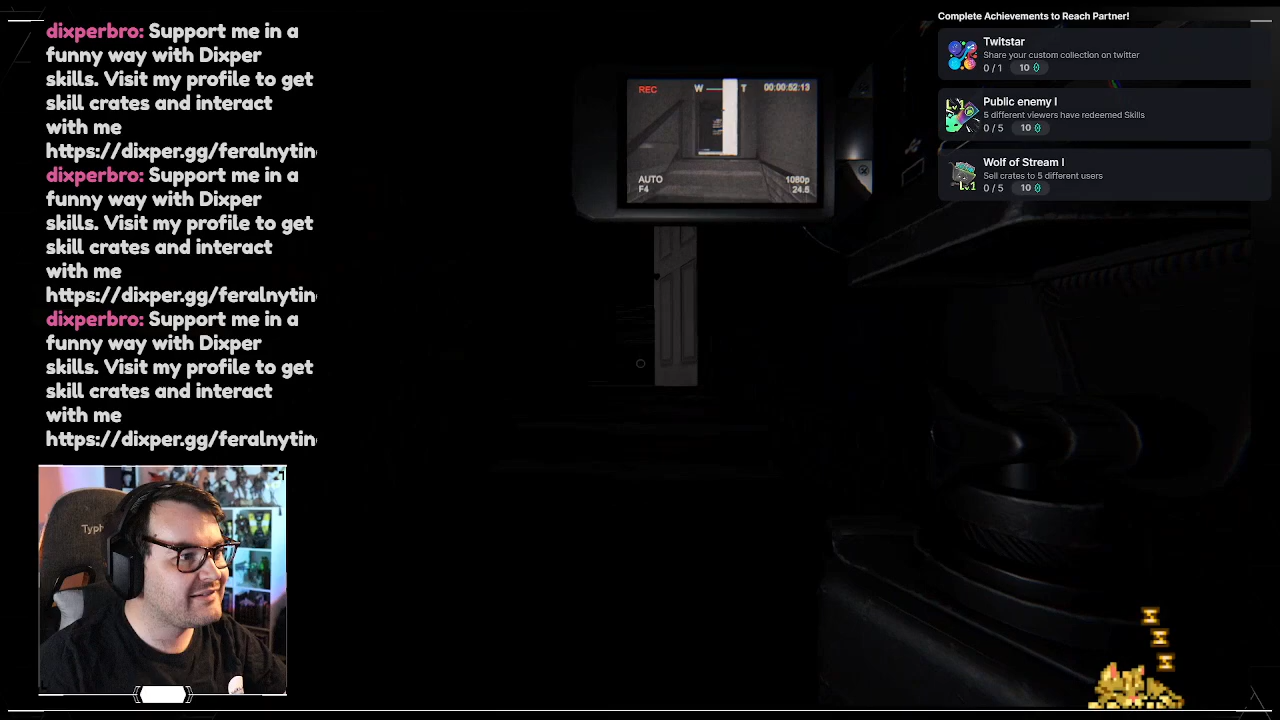 dixperbro: Support me in a
funny way with Dixper
skills. Visit my profile to get
skill crates and interact
with me
https://dixper.gg/feralnytin
dixperbro: Support me in a
funny way with Dixper
skills. Visit my profile to get
skill crates and interact
with me
https://dixper.gg/feralnytin
dixperbro: Support me in a
funny way with Dixper
skills. Visit my profile to get
skill crates and interact
with me
https://dixper.gg/feralnytin
Typh
REC W T 00:00:52:13
AUTO 1080p
F4 24.5
Complete Achievements to Reach Partner!
Twitstar
Share your custom collection on twitter
0 / 1 10
Public enemy I
5 different viewers have redeemed Skills
0 / 5 10
Wolf of Stream I
Sell crates to 5 different users
0 / 5 10
Lv1